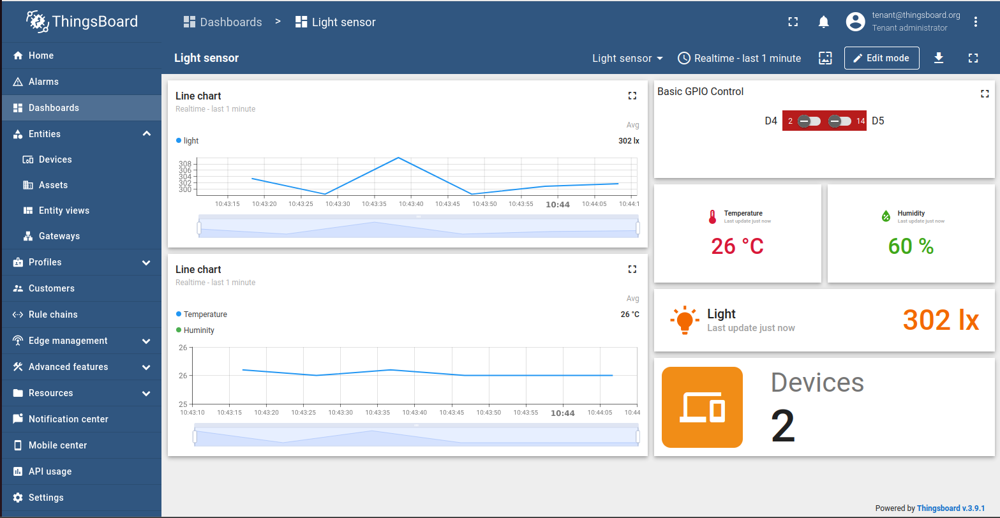 ThingsBoard
Dashboards > Light sensor
tenant@thingsboard.org
Tenant administrator
Home
Alarms
Dashboards
Entities
Devices
Assets
Entity views
Gateways
Profiles
Customers
Rule chains
Edge management
Advanced features
Resources
Notification center
Mobile center
API usage
Settings
Light sensor
Light sensor
Realtime - last 1 minute
Edit mode
Line chart
Realtime - last 1 minute
Avg
light 302 lx
308
306
304
302
300
10:43:15 10:43:20 10:43:25 10:43:30 10:43:35 10:43:40 10:43:45 10:43:50 10:43:55 10:44 10:44:05 10:44:1
Line chart
Realtime - last 1 minute
Avg
Temperature 26 °C
Huminity
26
26
25
10:43:10 10:43:15 10:43:20 10:43:25 10:43:30 10:43:35 10:43:40 10:43:45 10:43:50 10:43:55 10:44 10:44:05 10:44
Basic GPIO Control
D4 2 14 D5
Temperature
Last update just now
26 °C
Humidity
Last update just now
60 %
Light
Last update just now
302 lx
Devices
2
Powered by Thingsboard v.3.9.1